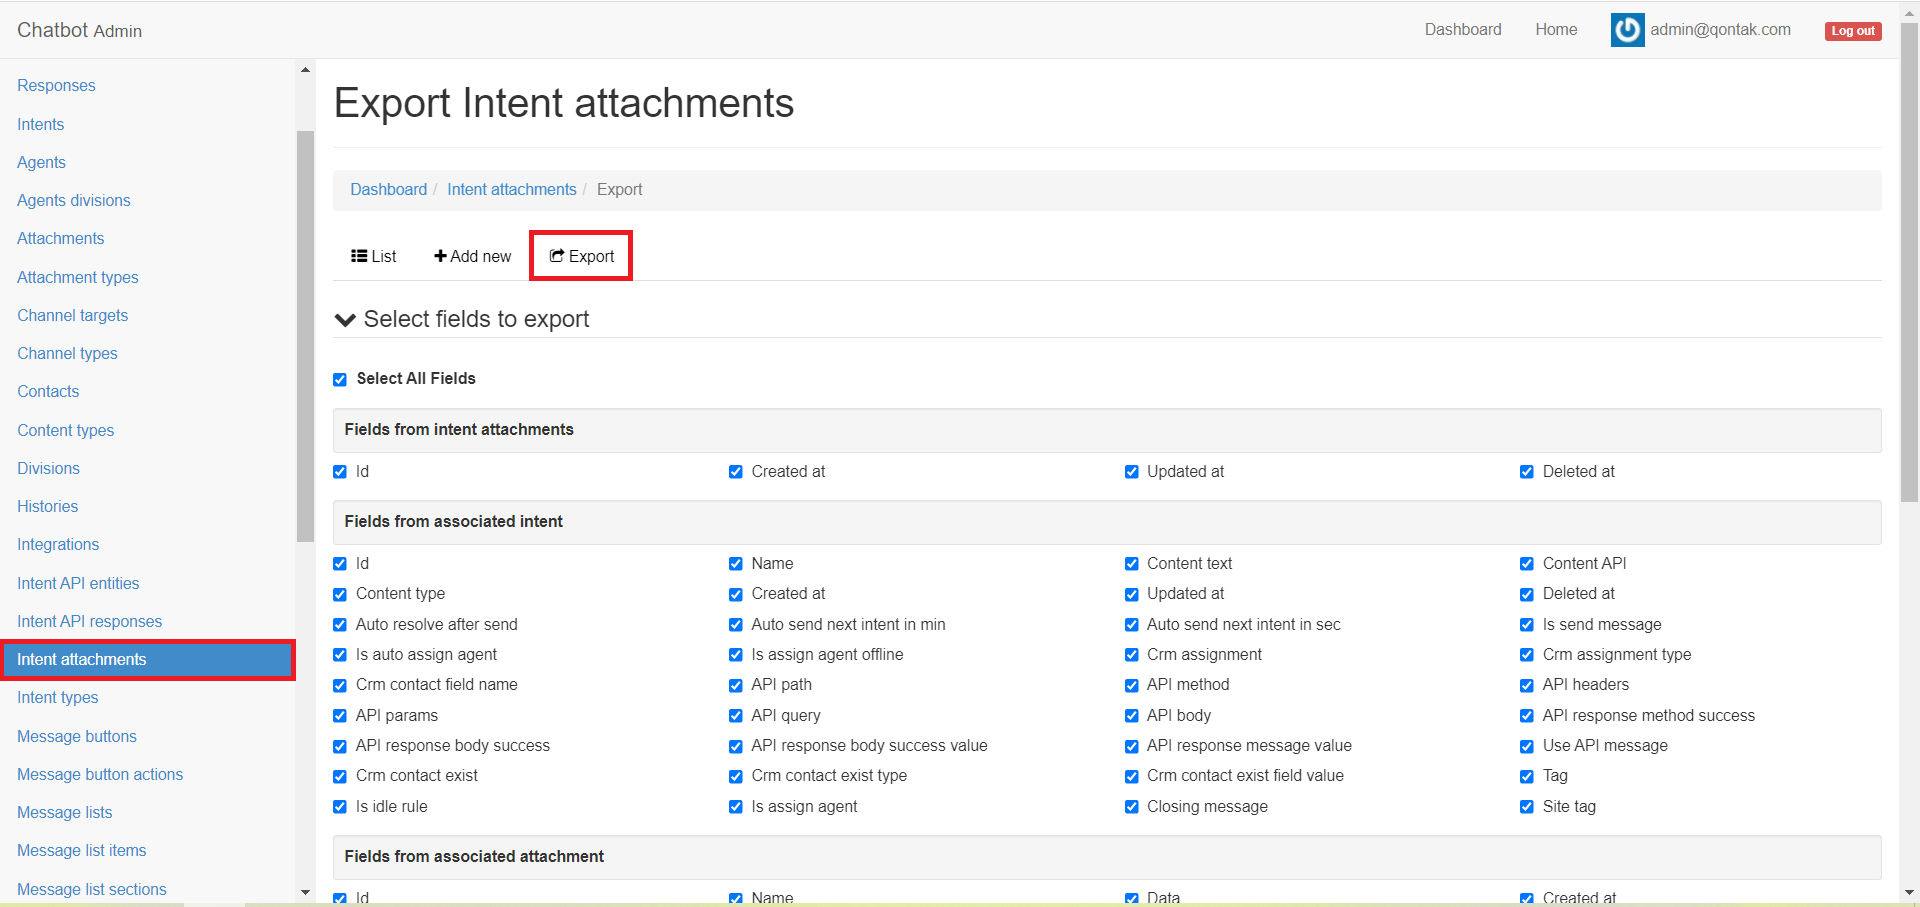 Chatbot Admin
Dashboard Home admin@qontak.com Log out
Responses
Intents
Agents
Agents divisions
Attachments
Attachment types
Channel targets
Channel types
Contacts
Content types
Divisions
Histories
Integrations
Intent API entities
Intent API responses
Intent attachments
Intent types
Message buttons
Message button actions
Message lists
Message list items
Message list sections
Export Intent attachments
Dashboard / Intent attachments / Export
List Add new Export
Select fields to export
Select All Fields
Fields from intent attachments
Id Created at Updated at Deleted at
Fields from associated intent
Id Name Content text Content API
Content type Created at Updated at Deleted at
Auto resolve after send Auto send next intent in min Auto send next intent in sec Is send message
Is auto assign agent Is assign agent offline Crm assignment Crm assignment type
Crm contact field name API path API method API headers
API params API query API body API response method success
API response body success API response body success value API response message value Use API message
Crm contact exist Crm contact exist type Crm contact exist field value Tag
Is idle rule Is assign agent Closing message Site tag
Fields from associated attachment
Id Name Data Created at